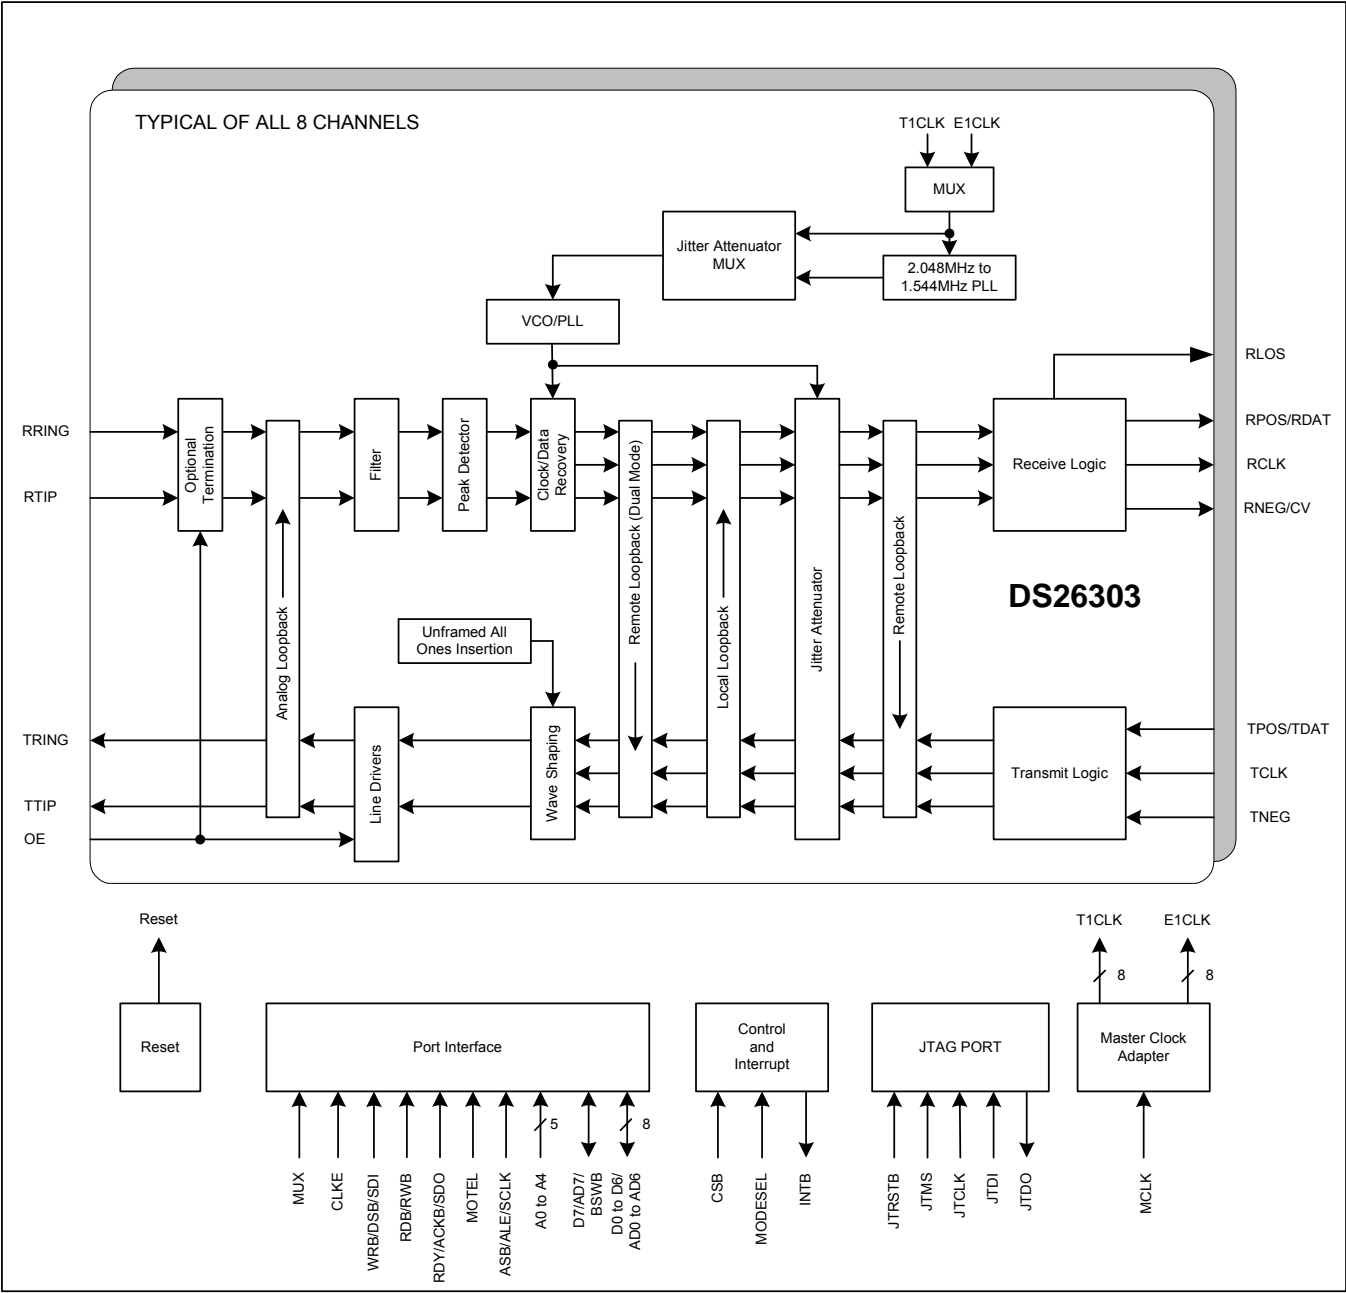 TYPICAL OF ALL 8 CHANNELS
T1CLK E1CLK
MUX
Jitter Attenuator
MUX
2.048MHz to
1.544MHz PLL
VCO/PLL
RLOS
RRING
RTIP
Optional
Termination
Analog Loopback
Filter
Peak Detector
Clock/Data
Recovery
Remote Loopback (Dual Mode)
Local Loopback
Jitter Attenuator
Remote Loopback
Receive Logic
RPOS/RDAT
RCLK
RNEG/CV
DS26303
Unframed All
Ones Insertion
TRING
TTIP
OE
Line Drivers
Wave Shaping
Transmit Logic
TPOS/TDAT
TCLK
TNEG
Reset
T1CLK
E1CLK
8
8
Reset
Port Interface
Control
and
Interrupt
JTAG PORT
Master Clock
Adapter
5
8
MUX
CLKE
WRB/DSB/SDI
RDB/RWB
RDY/ACKB/SDO
MOTEL
ASB/ALE/SCLK
A0 to A4
D7/AD7/
BSWB
D0 to D6/
AD0 to AD6
CSB
MODESEL
INTB
JTRSTB
JTMS
JTCLK
JTDI
JTDO
MCLK